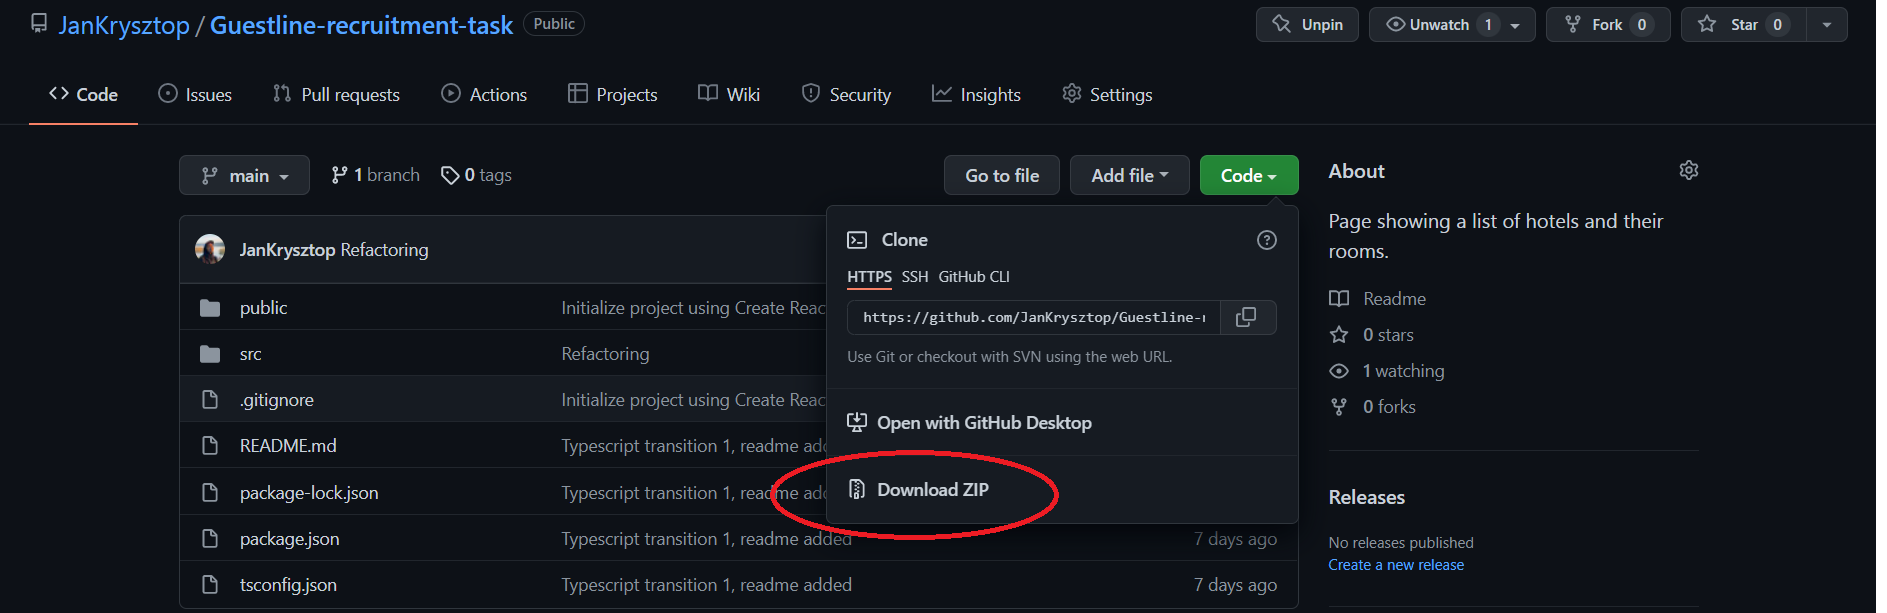 JanKrysztop / Guestline-recruitment-task Public
Unpin Unwatch 1 Fork 0 Star 0
Code Issues Pull requests Actions Projects Wiki Security Insights Settings
main 1 branch 0 tags Go to file Add file Code
JanKrysztop Refactoring
public Initialize project using Create Reac
src Refactoring
.gitignore Initialize project using Create Reac
README.md Typescript transition 1, readme add
package-lock.json Typescript transition 1, readme add
package.json Typescript transition 1, readme added 7 days ago
tsconfig.json Typescript transition 1, readme added 7 days ago
Clone
HTTPS SSH GitHub CLI
https://github.com/JanKrysztop/Guestline-r
Use Git or checkout with SVN using the web URL.
Open with GitHub Desktop
Download ZIP
About
Page showing a list of hotels and their
rooms.
Readme
0 stars
1 watching
0 forks
Releases
No releases published
Create a new release